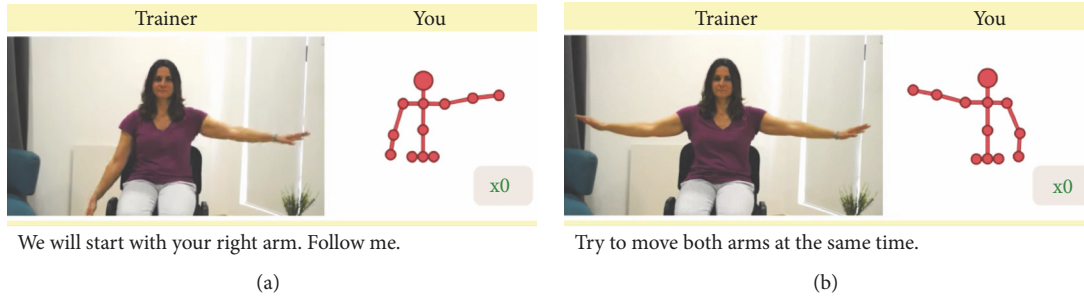 Trainer You
x0
We will start with your right arm. Follow me.
(a)
Trainer You
x0
Try to move both arms at the same time.
(b)